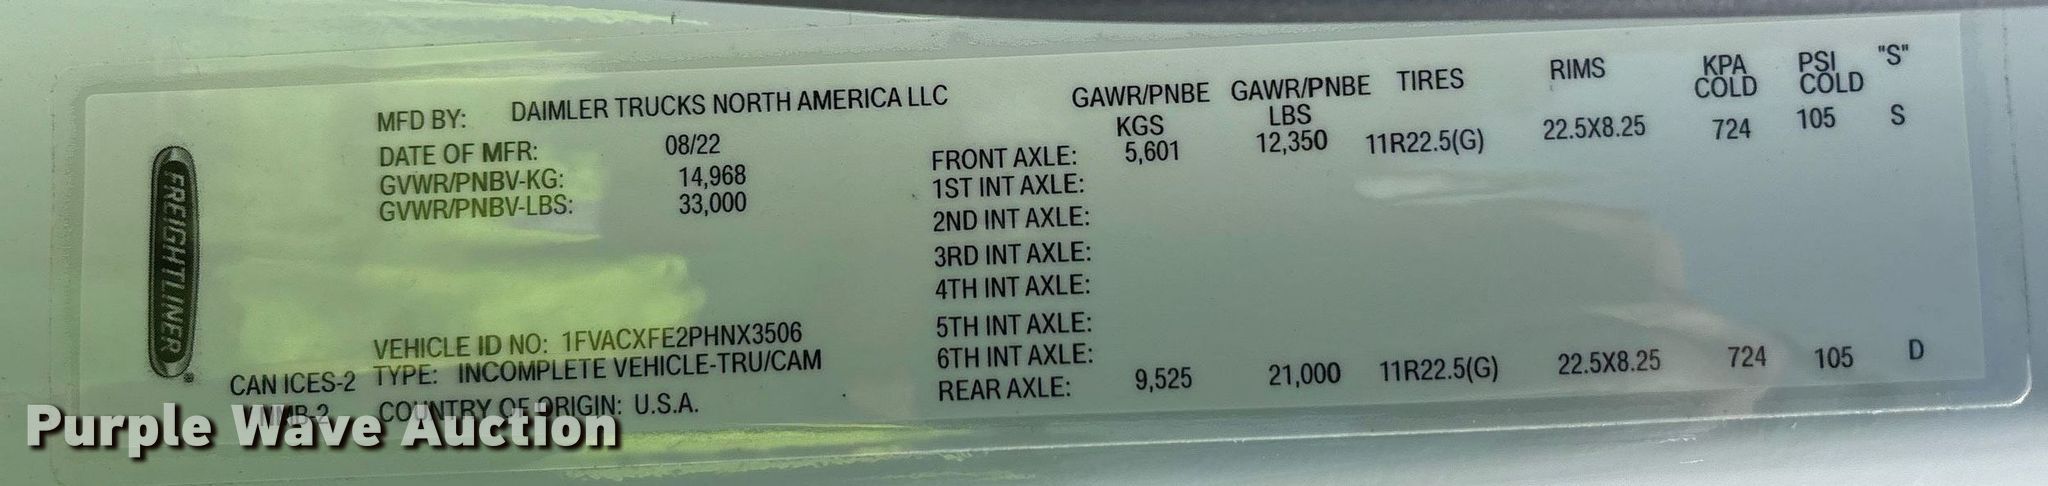 FREIGHTLINER
MFD BY: DAIMLER TRUCKS NORTH AMERICA LLC
DATE OF MFR: 08/22
GVWR/PNBV-KG: 14,968
GVWR/PNBV-LBS: 33,000
VEHICLE ID NO: 1FVACXFE2PHNX3506
CAN ICES-2 TYPE: INCOMPLETE VEHICLE-TRU/CAM
COUNTRY OF ORIGIN: U.S.A.
GAWR/PNBE KGS GAWR/PNBE LBS TIRES RIMS KPA COLD PSI COLD "S"
FRONT AXLE: 5,601 12,350 11R22.5(G) 22.5X8.25 724 105 S
1ST INT AXLE:
2ND INT AXLE:
3RD INT AXLE:
4TH INT AXLE:
5TH INT AXLE:
6TH INT AXLE:
REAR AXLE: 9,525 21,000 11R22.5(G) 22.5X8.25 724 105 D
Purple Wave Auction